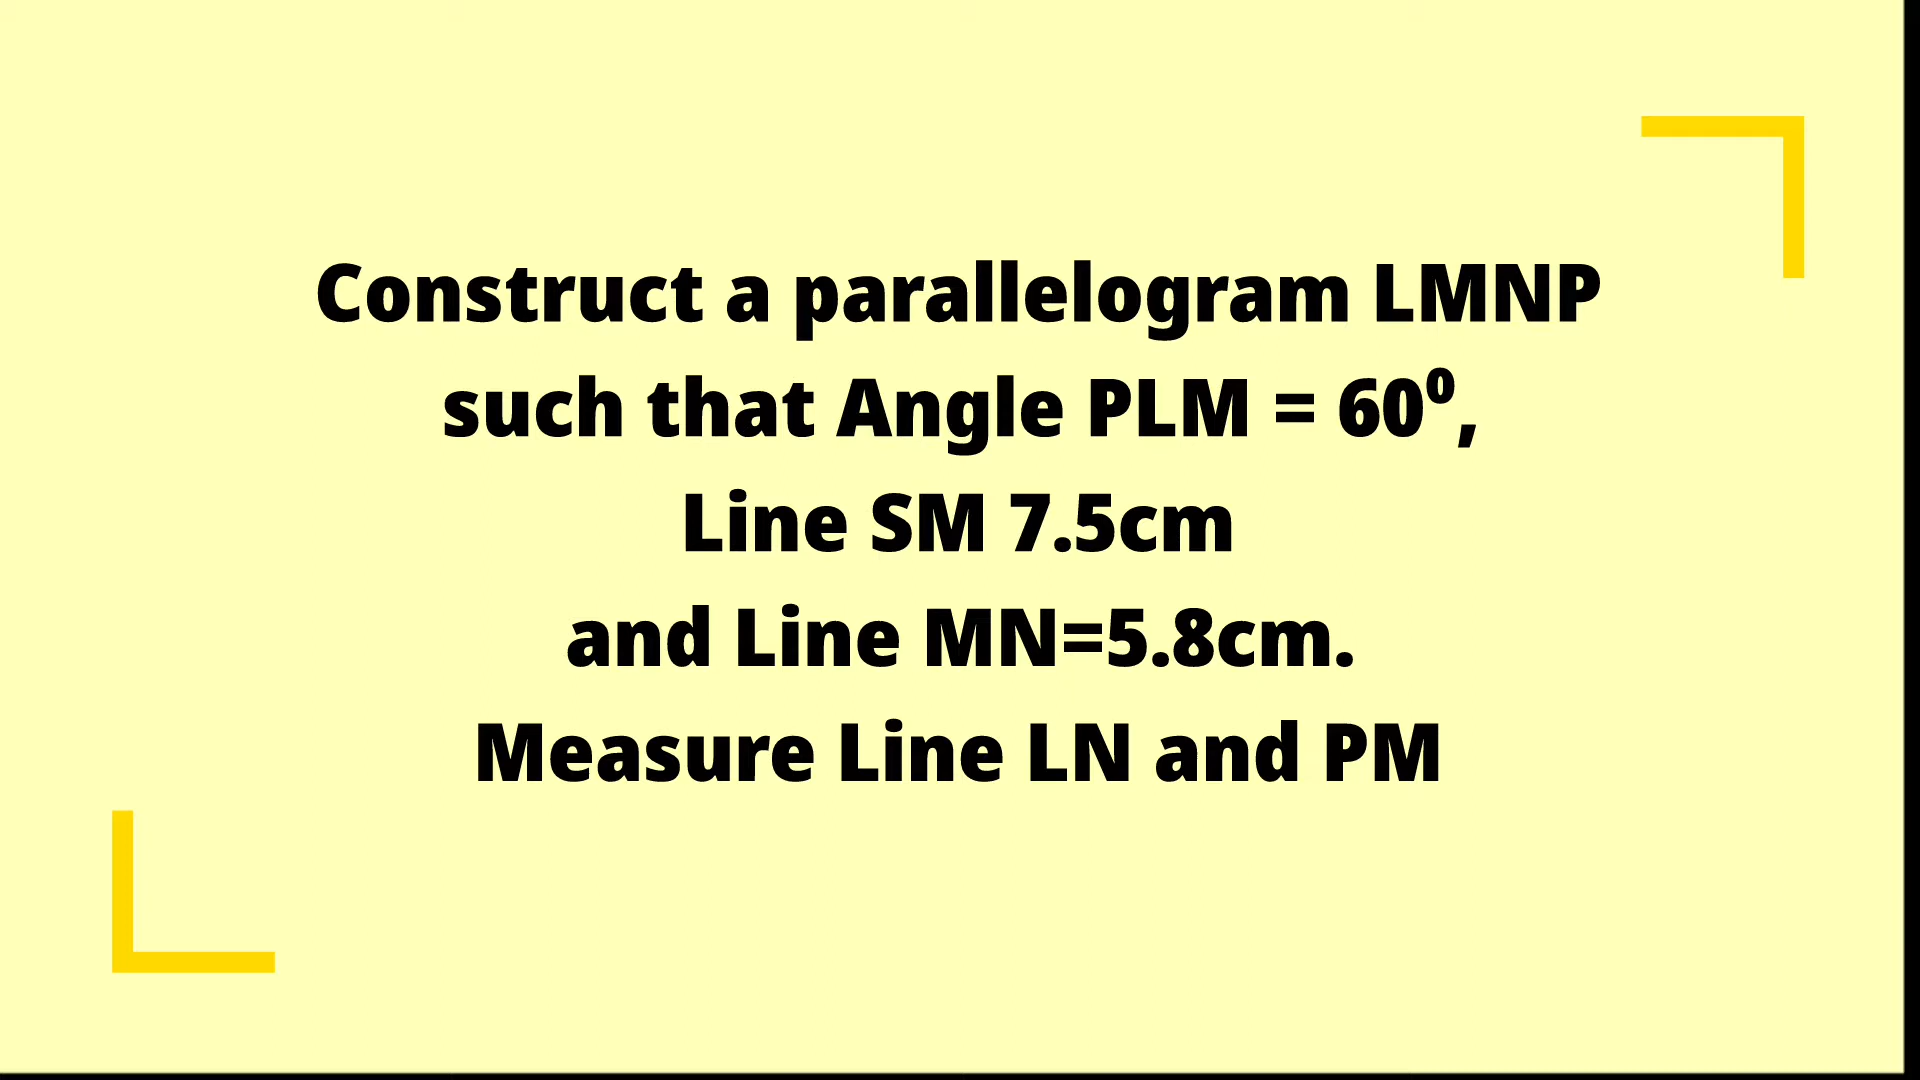 Construct a parallelogram LMNP
such that Angle PLM = 60⁰,
Line SM 7.5cm
and Line MN=5.8cm.
Measure Line LN and PM